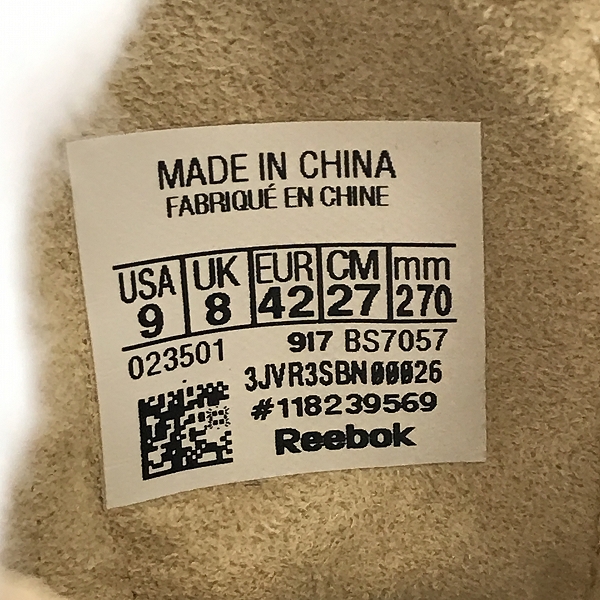 MADE IN CHINA
FABRIQUÉ EN CHINE
USA UK EUR CM mm
9 8 42 27 270
023501 917 BS7057
3JVR3SBN00026
#118239569
Reebok